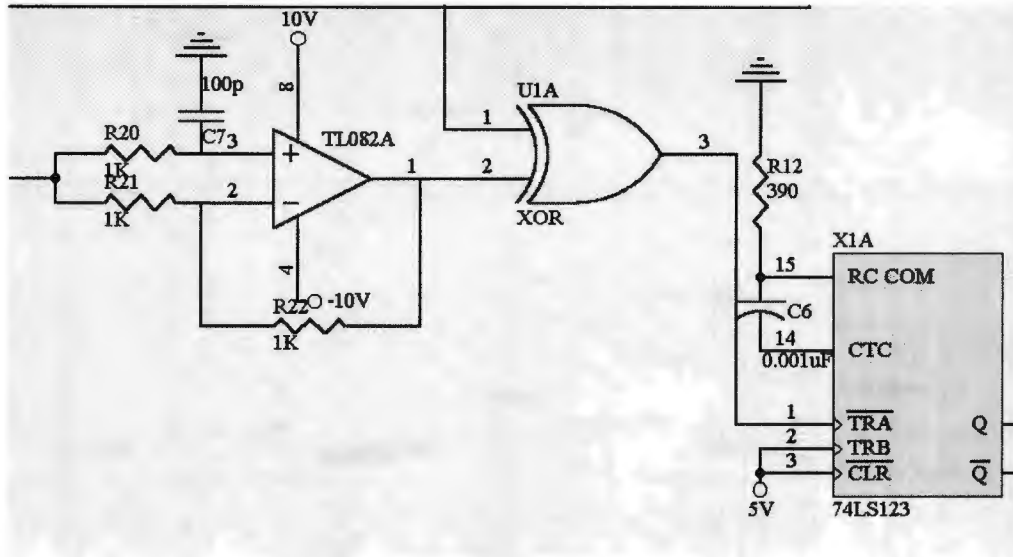 10V
100p
8
U1A
R20
C7
3
TL082A
1
3
1K
R21
1
2
R12
390
2
1K
XOR
X1A
4
15
RC COM
-10V
R22
C6
1K
14
0.001uF
CTC
1
TRA
Q
2
TRB
3
CLR
Q
5V
74LS123